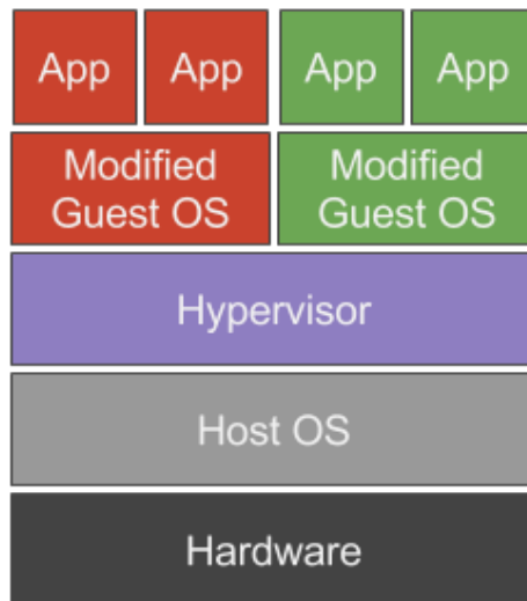 App
App
App
App
Modified
Guest OS
Modified
Guest OS
Hypervisor
Host OS
Hardware